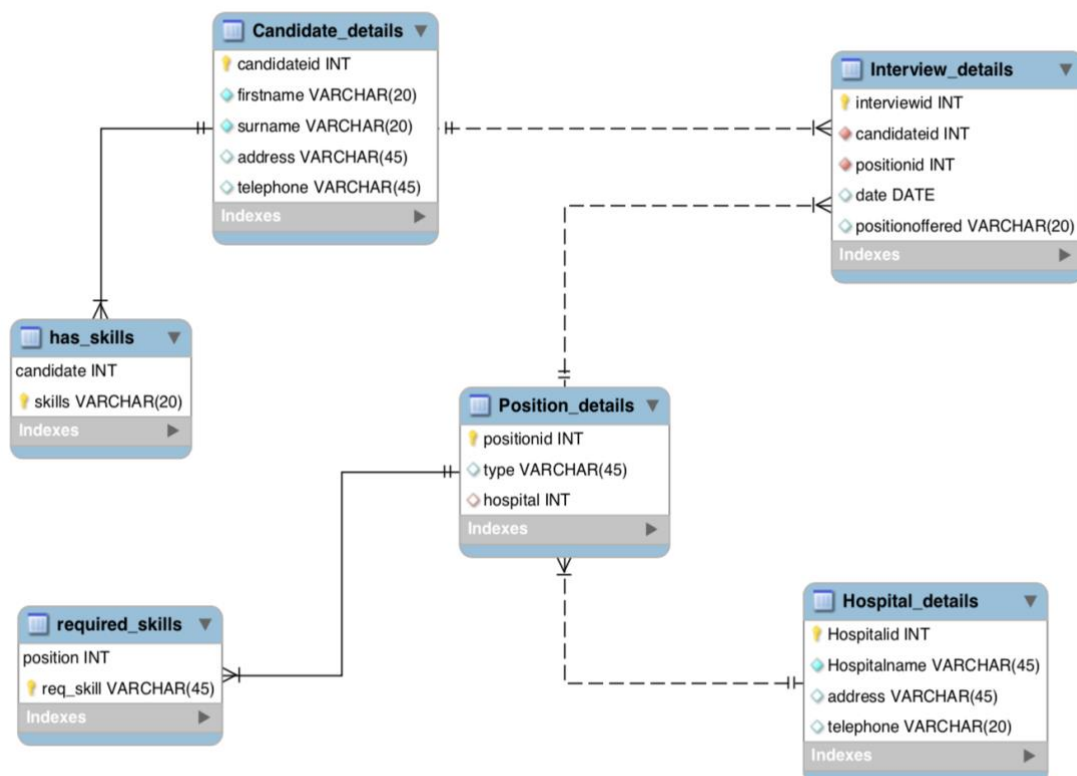 Candidate_details
candidateid INT
firstname VARCHAR(20)
surname VARCHAR(20)
address VARCHAR(45)
telephone VARCHAR(45)
Indexes
Interview_details
interviewid INT
candidateid INT
positionid INT
date DATE
positionoffered VARCHAR(20)
Indexes
has_skills
candidate INT
skills VARCHAR(20)
Indexes
Position_details
positionid INT
type VARCHAR(45)
hospital INT
Indexes
required_skills
position INT
req_skill VARCHAR(45)
Indexes
Hospital_details
Hospitalid INT
Hospitalname VARCHAR(45)
address VARCHAR(45)
telephone VARCHAR(20)
Indexes